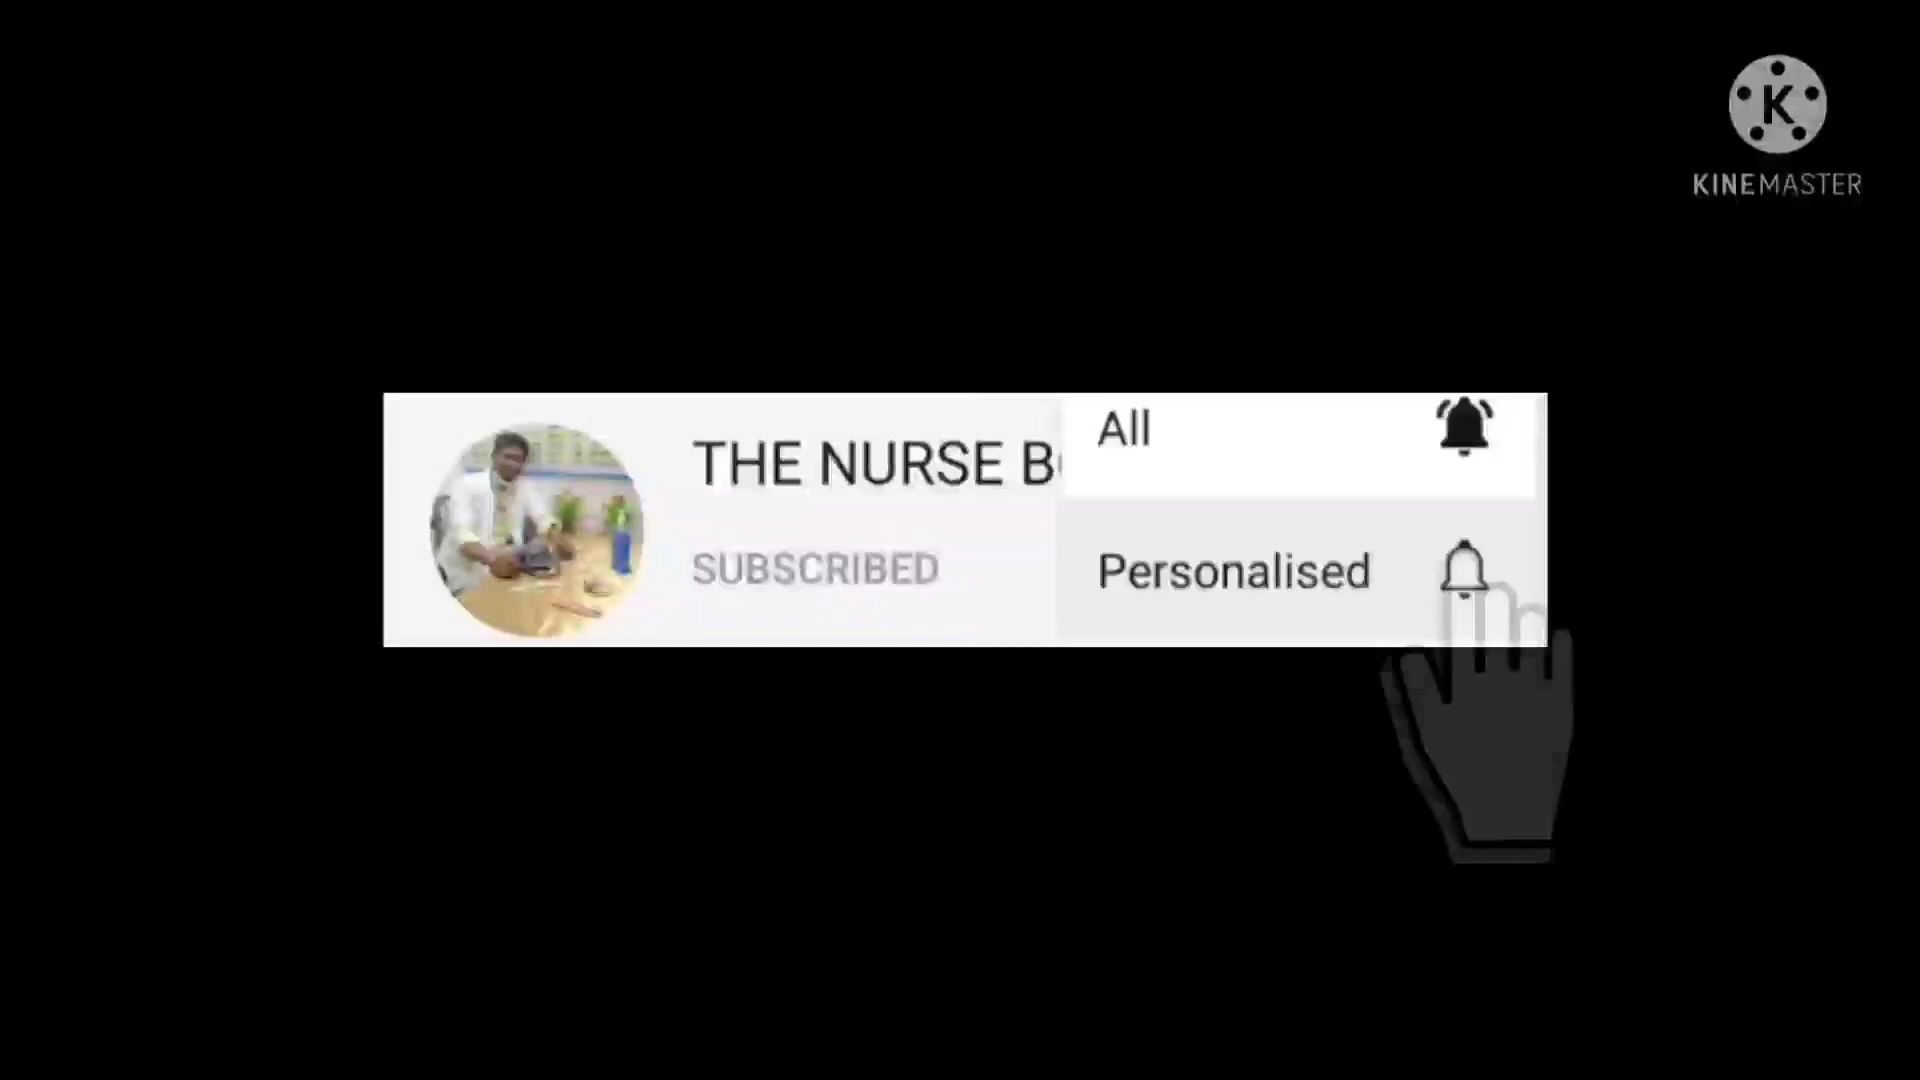 K
KINEMASTER
THE NURSE
SUBSCRIBED
All
Personalised